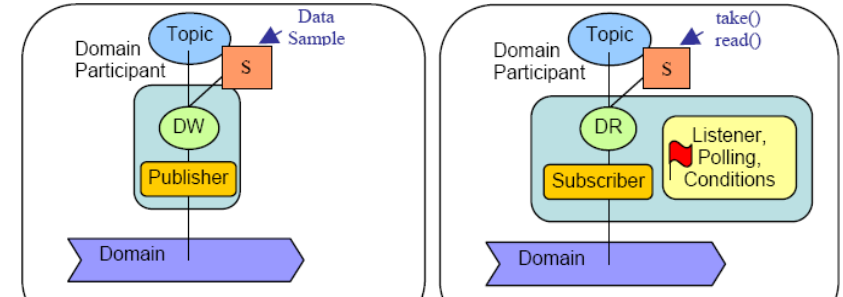 Topic
Data
Sample
Domain
Participant
S
DW
Publisher
Domain
Topic
take()
read()
Domain
Participant
S
DR
Listener,
Polling,
Conditions
Subscriber
Domain